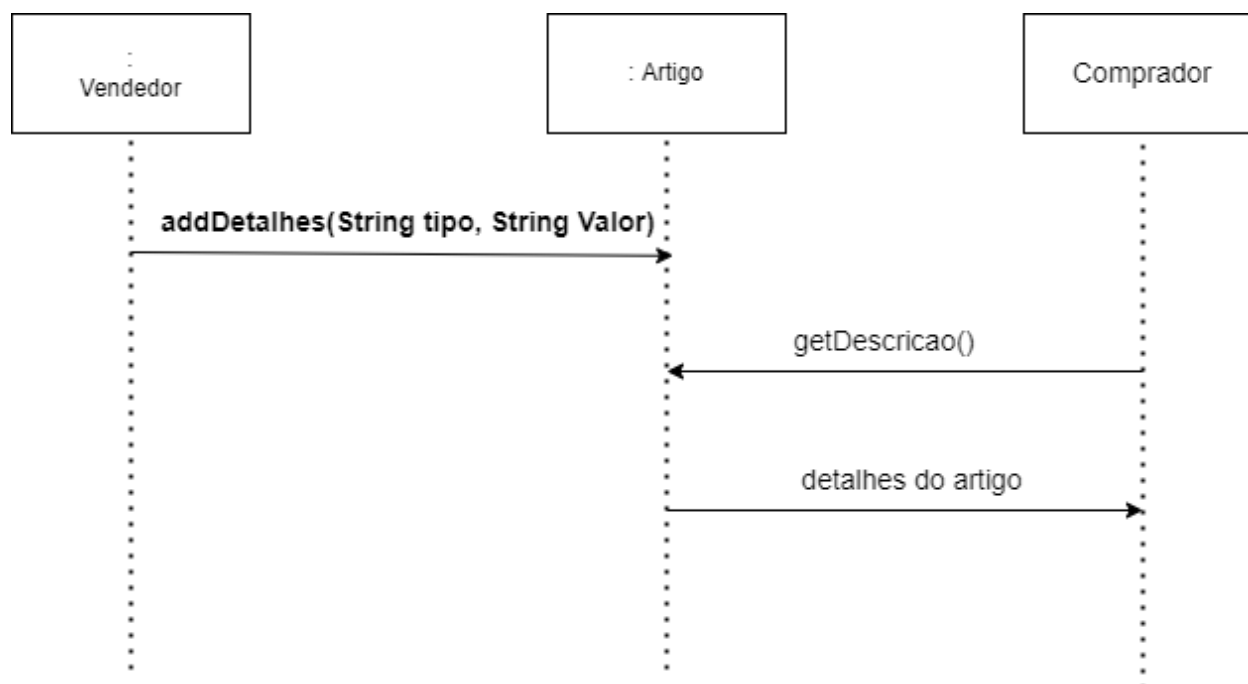 :
Vendedor
: Artigo
Comprador
addDetalhes(String tipo, String Valor)
getDescricao()
detalhes do artigo